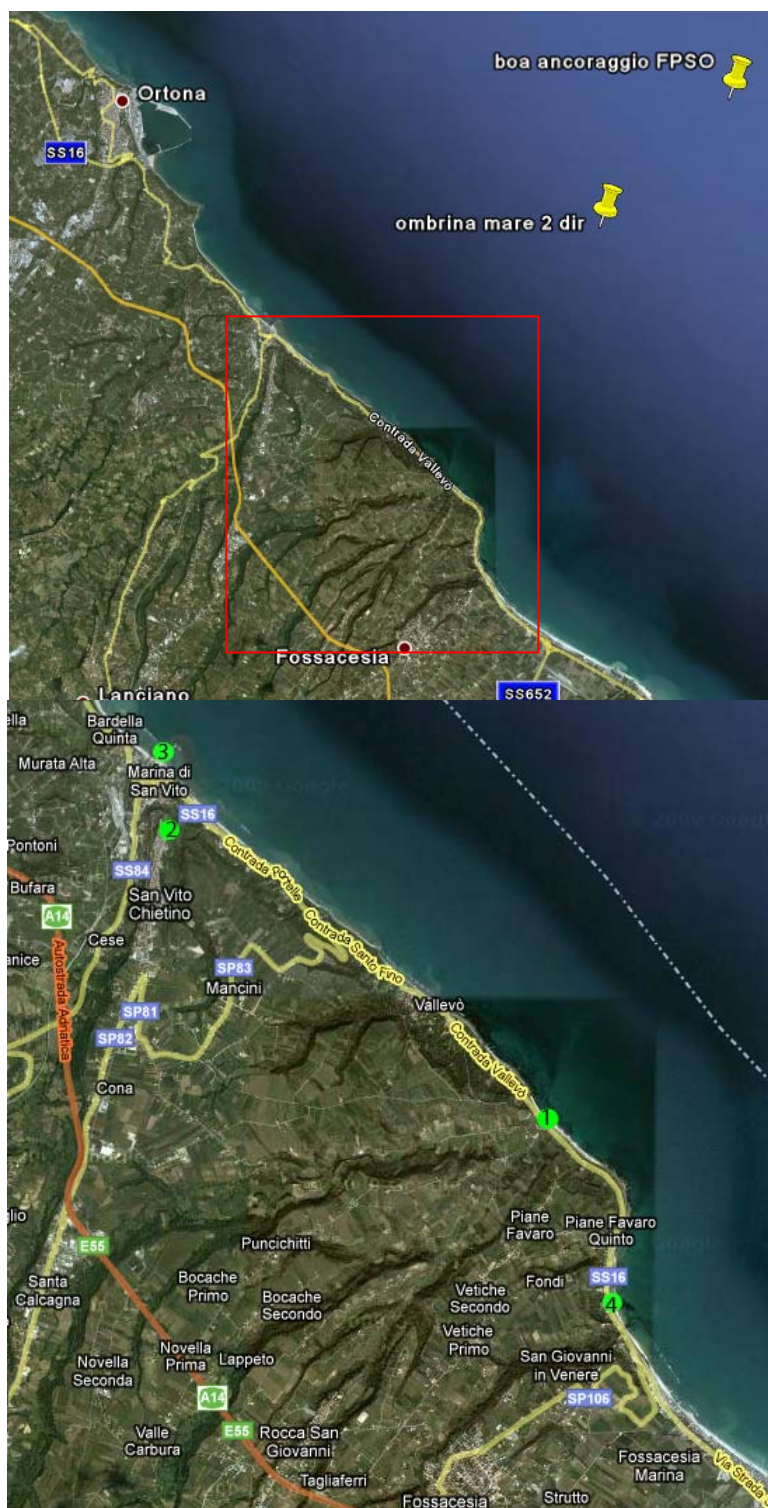 boa ancoraggio FPSO
Ortona
SS16
ombrina mare 2 dir
Contrada Vallevò
Fossacesia
SS652
Lanciano
Bardella
Quinta
3
Murata Alta
Marina di
San Vito
2009 Google
SS16
2
Pontoni
Contrada Portelle
SS84
Bufara
San Vito
Chietino
A14
Contrada Santo Fino
Cese
Autostrada Adriatica
SP83
Mancini
Vallevò
SP81
SP82
Contrada Vallevò
Cona
1
Piane
Favaro
Piane Favaro
Quinto
E55
Puncichitti
Santa
Calcagna
Bocache
Primo
Bocache
Secondo
Vetiche
Secondo
Fondi
SS16
4
Vetiche
Primo
Novella
Prima
Lappeto
Novella
Seconda
San Giovanni
in Venere
SP106
A14
E55
Valle
Carbura
Rocca San
Giovanni
Fossacesia
Marina
Via Strada
Tagliaferri
Strutto
Fossacesia